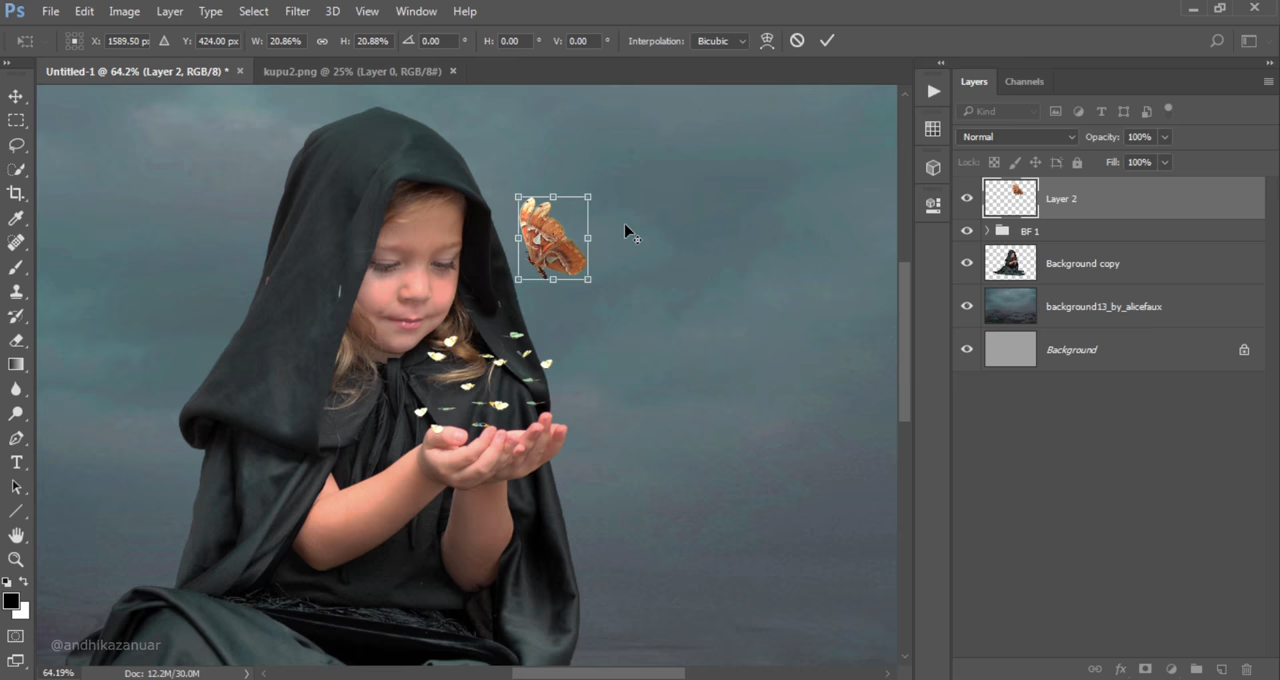 Ps File Edit Image Layer Type Select Filter 3D View Window Help
X: 1589.50 px Y: 424.00 px W: 20.86% H: 20.88% 0.00 ° H: 0.00 ° V: 0.00 ° Interpolation: Bicubic
Untitled-1 @ 64.2% (Layer 2, RGB/8) * × kupu2.png @ 25% (Layer 0, RGB/8#) ×
Layers Channels
Kind
Normal Opacity: 100%
Lock: Fill: 100%
Layer 2
BF 1
Background copy
background13_by_alicefaux
Background
@andhikazanuar
64.19% Doc: 12.2M/30.0M